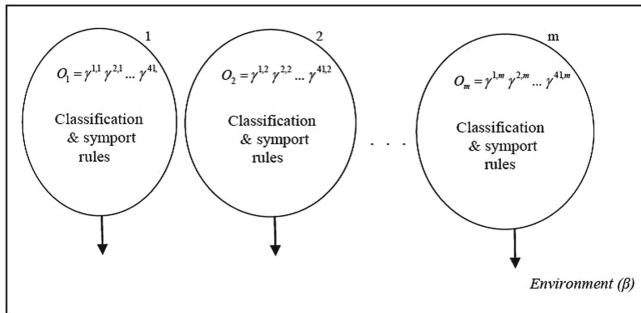 1
O₁ = γ¹,¹ γ²,¹ ... γ⁴¹,
Classification
& symport
rules
2
O₂ = γ¹,² γ²,² ... γ⁴¹,²
Classification
& symport
rules
. . .
m
Oₘ = γ¹,ᵐ γ²,ᵐ ... γ⁴¹,ᵐ
Classification
& symport
rules
Environment (β)